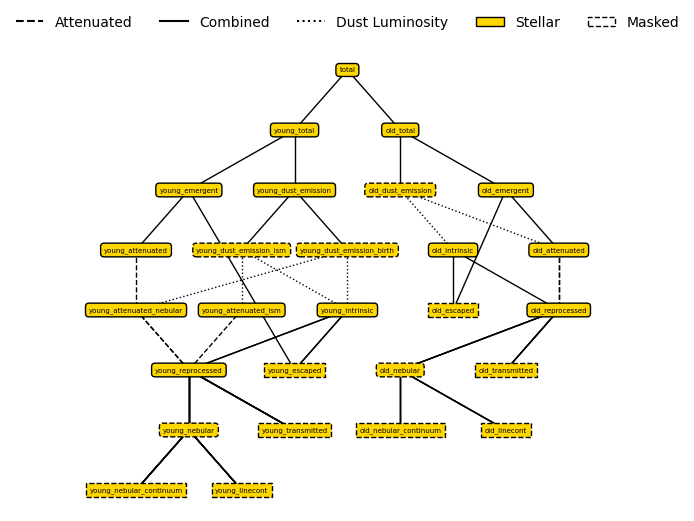 Attenuated Combined Dust Luminosity Stellar Masked
total
young_total old_total
young_emergent young_dust_emission old_dust_emission old_emergent
young_attenuated young_dust_emission_ism young_dust_emission_birth old_intrinsic old_attenuated
young_attenuated_nebular young_attenuated_ism young_intrinsic old_escaped old_reprocessed
young_reprocessed young_escaped old_nebular old_transmitted
young_nebular young_transmitted old_nebular_continuum old_linecont
young_nebular_continuum young_linecont